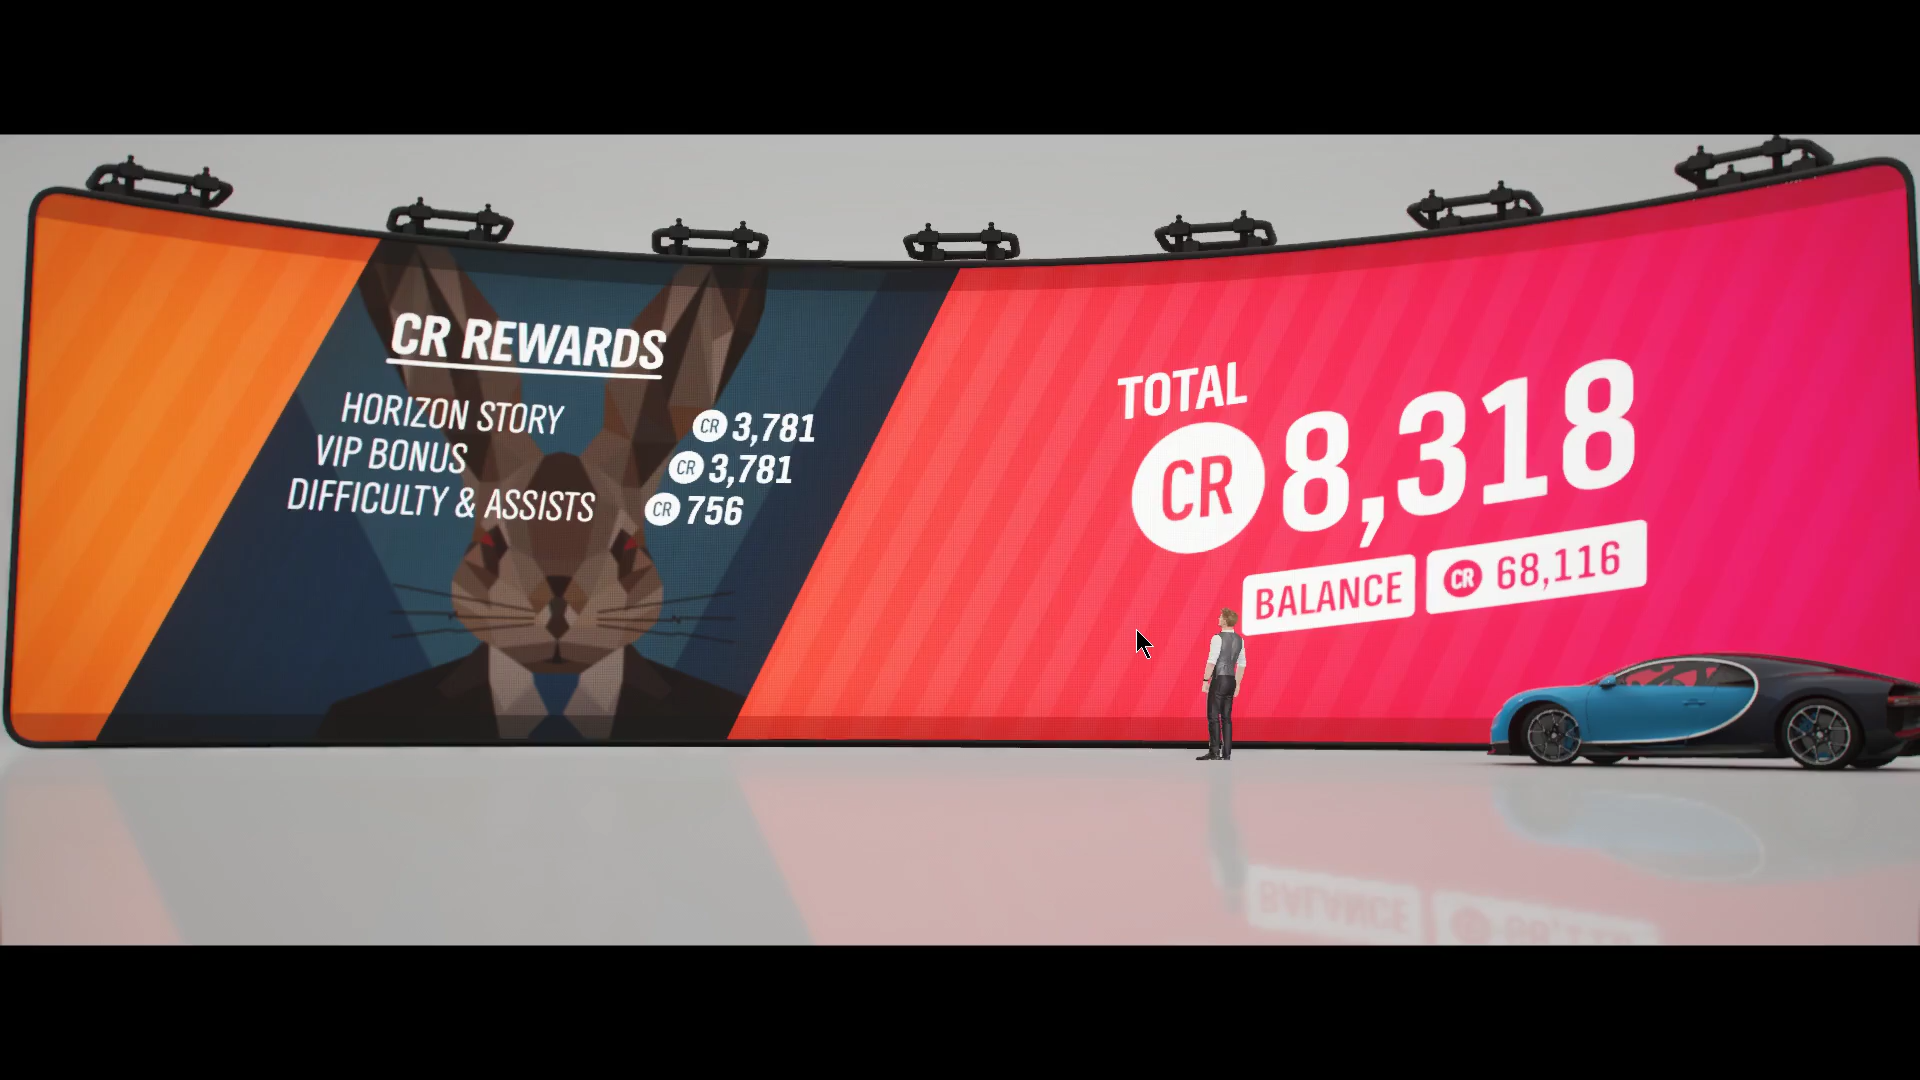 CR REWARDS
HORIZON STORY CR 3,781
VIP BONUS CR 3,781
DIFFICULTY & ASSISTS CR 756
TOTAL
CR 8,318
BALANCE CR 68,116